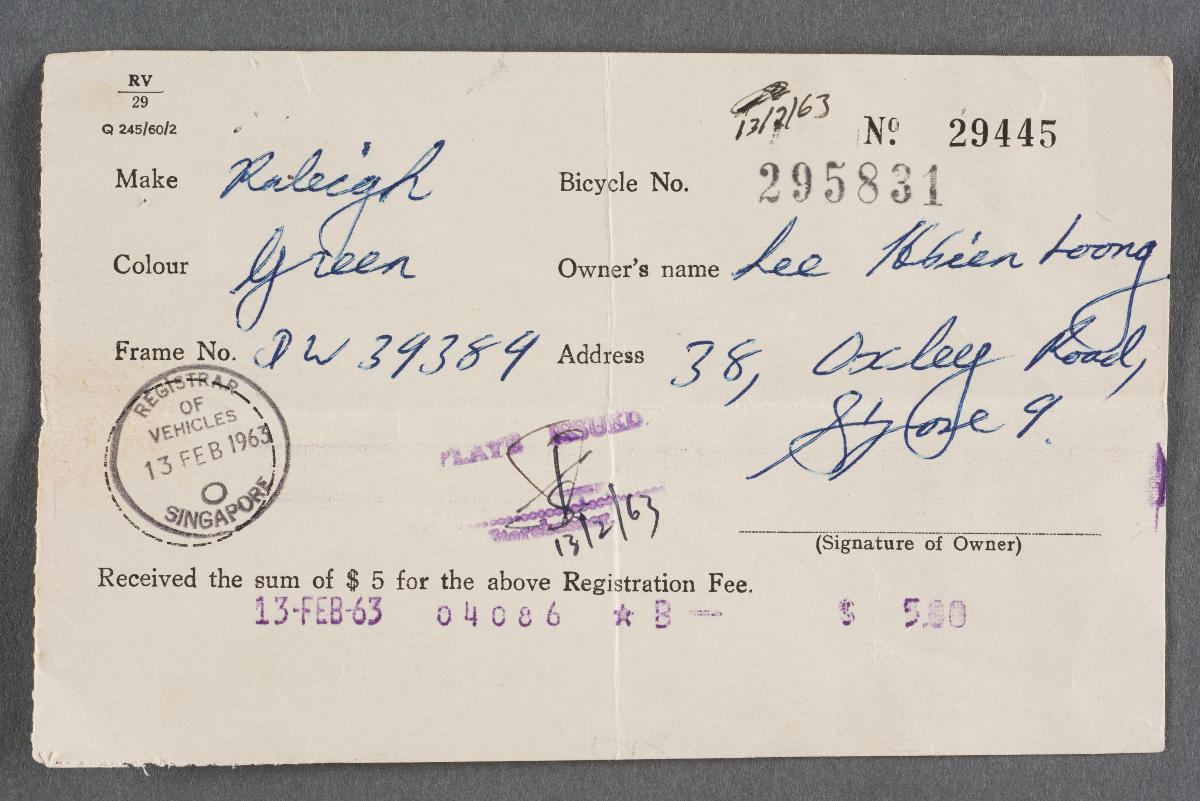 RV
29
Q 245/60/2
13/2/63
No. 29445
Make Raleigh
Bicycle No. 295831
Colour Green
Owner's name Lee Hsien Loong
Frame No. DW 39389
Address 38, Oxley Road,
S'pore 9.
REGISTRAR
OF
VEHICLES
13 FEB 1963
SINGAPORE
PLATE ISSUED.
Storekeeper
13/2/63
(Signature of Owner)
Received the sum of $ 5 for the above Registration Fee.
13-FEB-63 04086 ★ B — $ 5.00